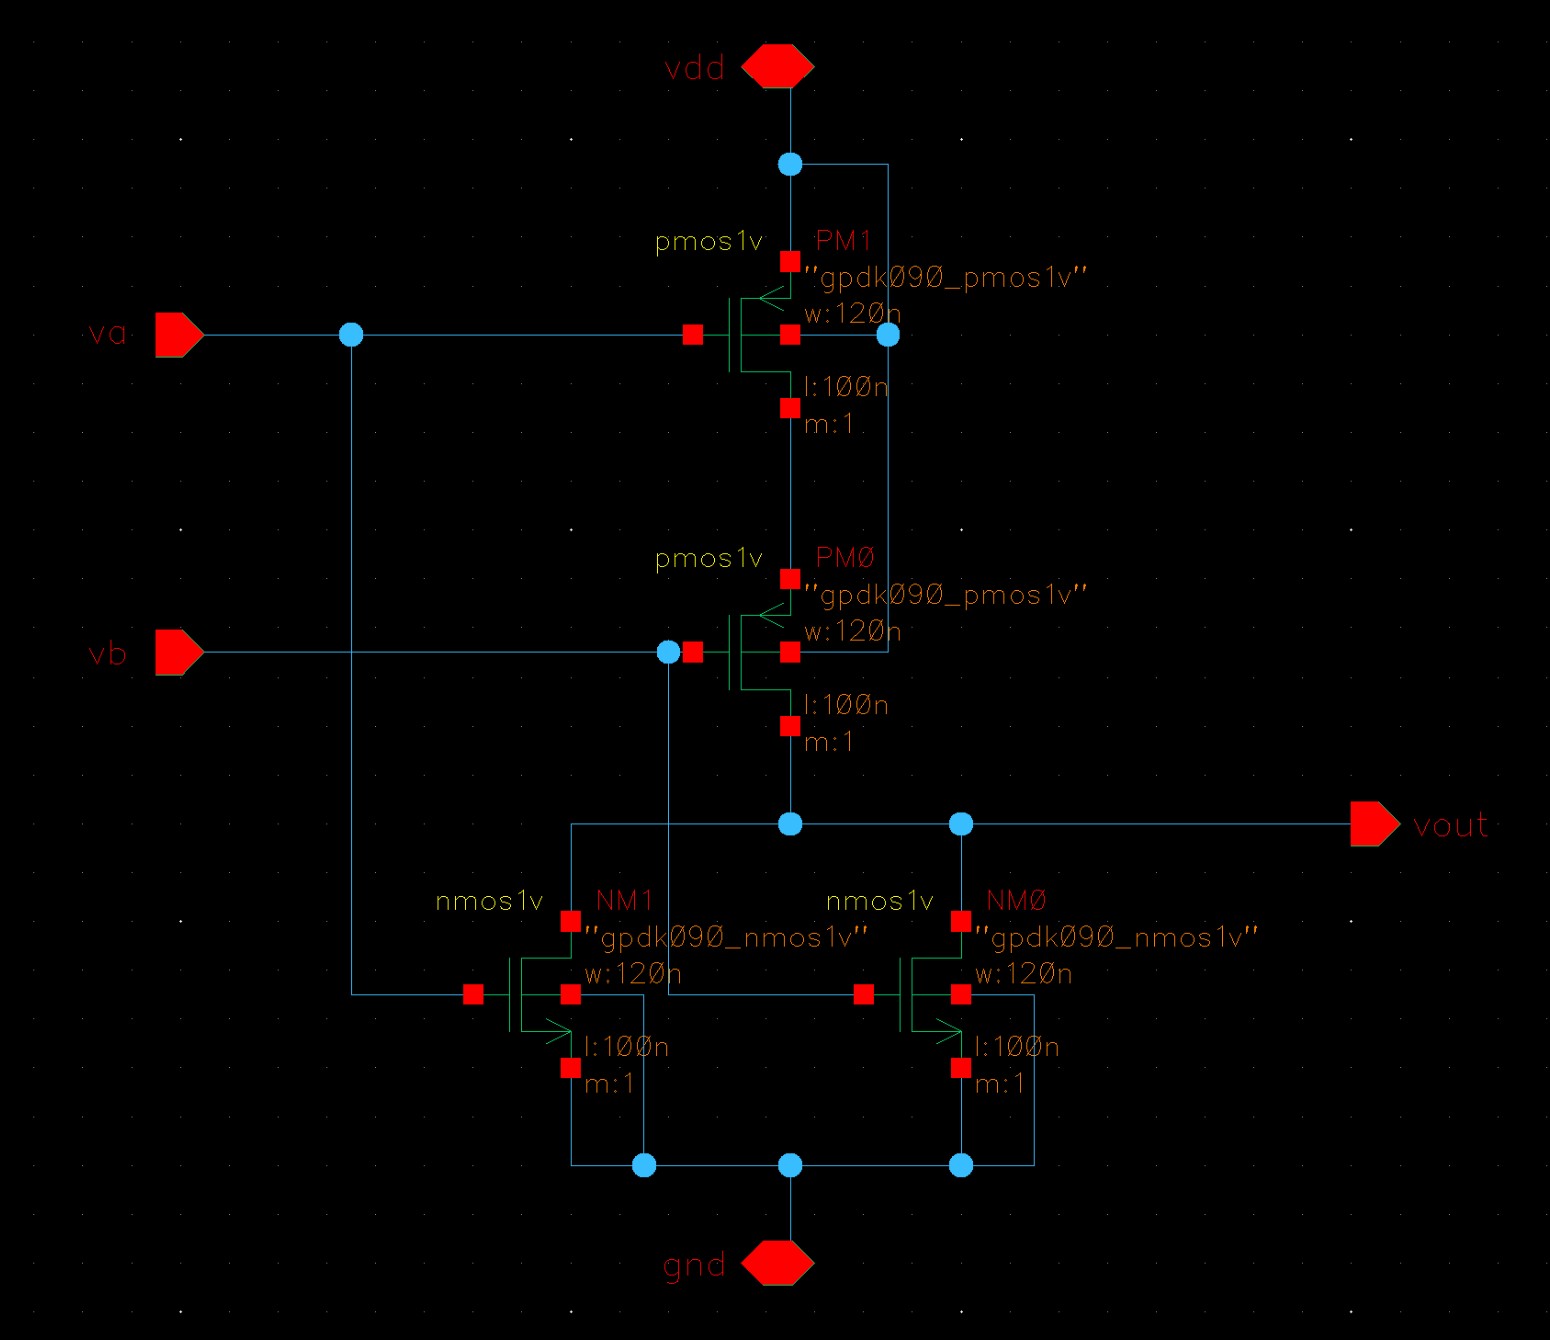 vdd
pmos1v PM1
"gpdk090_pmos1v"
w:120n
va
l:100n
m:1
pmos1v PM0
"gpdk090_pmos1v"
w:120n
vb
l:100n
m:1
vout
nmos1v NM1
"gpdk090_nmos1v"
w:120n
l:100n
m:1
nmos1v NM0
"gpdk090_nmos1v"
w:120n
l:100n
m:1
gnd